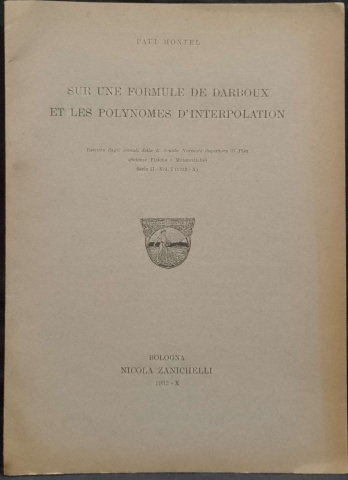 PAUL MONTEL
SUR UNE FORMULE DE DARBOUX
ET LES POLYNOMES D'INTERPOLATION
Estratto dagli Annali della R. Scuola Normale Superiore di Pisa
(Scienze Fisiche e Matematiche)
Serie II - Vol. I (1932 - X)
BOLOGNA
NICOLA ZANICHELLI
1932 - X